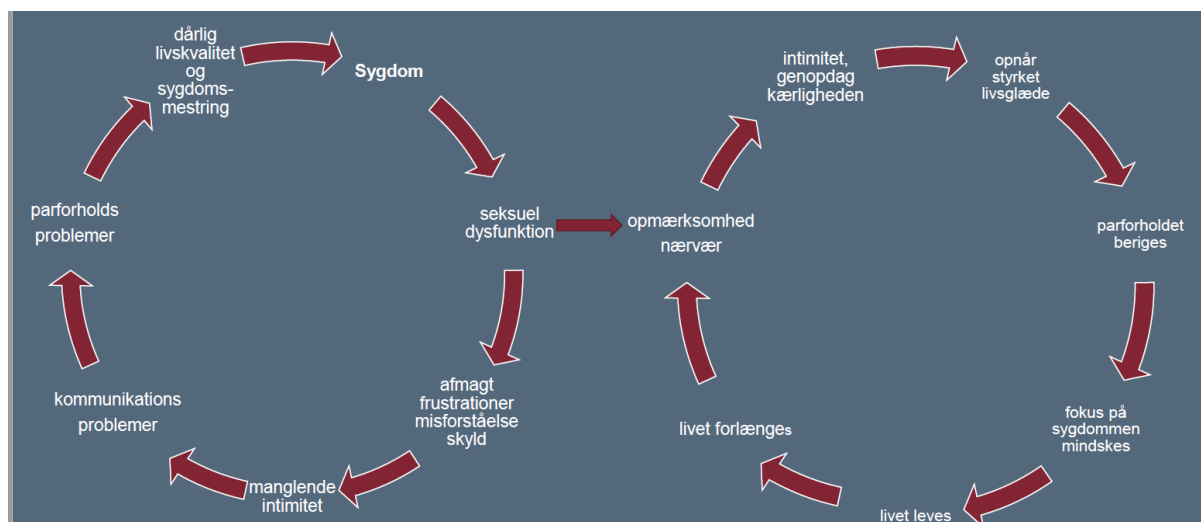 dårlig
livskvalitet
og
sygdoms-
mestring
Sygdom
seksuel
dysfunktion
afmagt
frustrationer
misforståelse
skyld
manglende
intimitet
kommunikations
problemer
parforholds
problemer
opmærksomhed
nærvær
intimitet,
genopdag
kærligheden
opnår
styrket
livsglæde
parforholdet
beriges
fokus på
sygdommen
mindskes
livet leves
livet forlænges